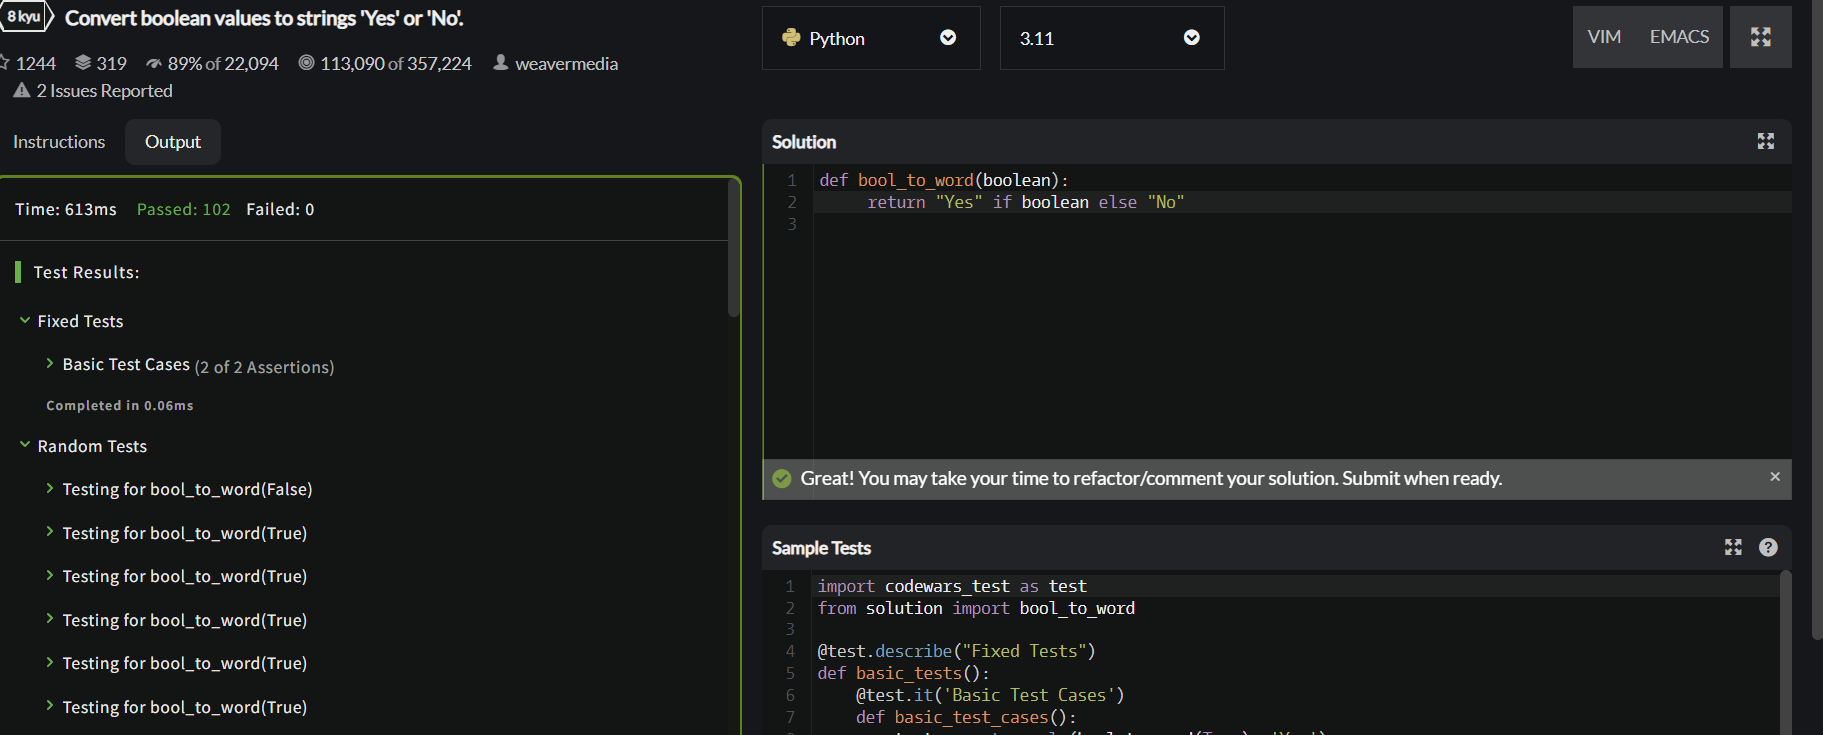 8 kyu Convert boolean values to strings 'Yes' or 'No'.
1244 319 89% of 22,094 113,090 of 357,224 weavermedia
2 Issues Reported
Instructions Output
Time: 613ms Passed: 102 Failed: 0
Test Results:
Fixed Tests
Basic Test Cases (2 of 2 Assertions)
Completed in 0.06ms
Random Tests
Testing for bool_to_word(False)
Testing for bool_to_word(True)
Testing for bool_to_word(True)
Testing for bool_to_word(True)
Testing for bool_to_word(True)
Testing for bool_to_word(True)
Python 3.11 VIM EMACS
Solution
1 def bool_to_word(boolean):
2 return "Yes" if boolean else "No"
3
Great! You may take your time to refactor/comment your solution. Submit when ready. ×
Sample Tests ?
1 import codewars_test as test
2 from solution import bool_to_word
3
4 @test.describe("Fixed Tests")
5 def basic_tests():
6 @test.it('Basic Test Cases')
7 def basic_test_cases():